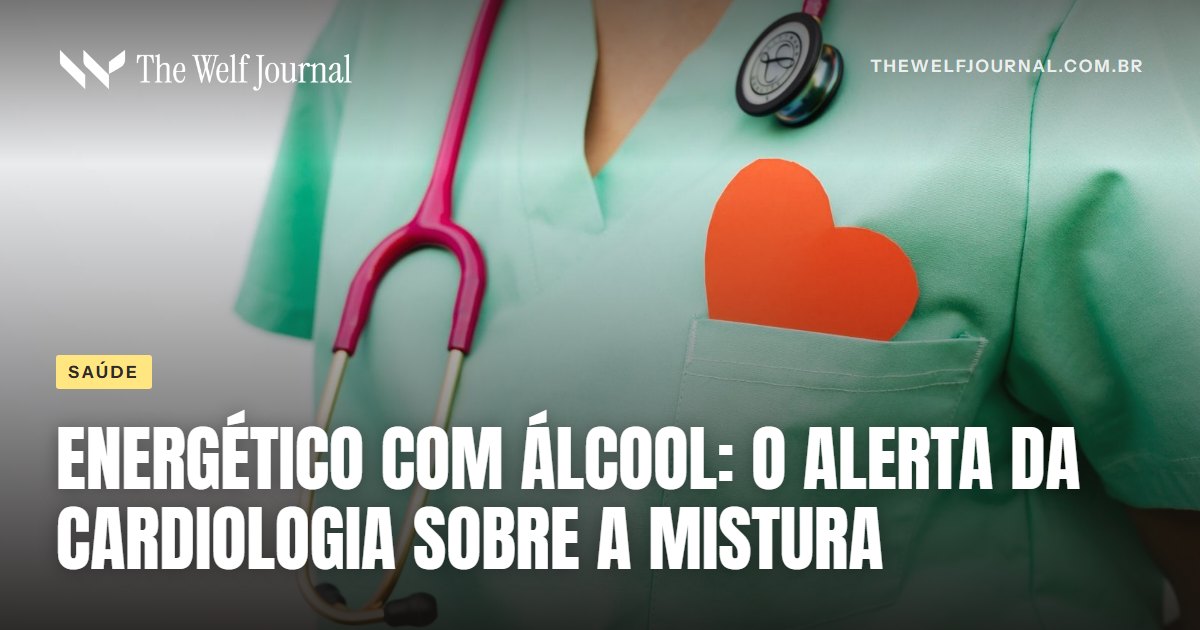 The Welf Journal
THEWELFJOURNAL.COM.BR
SAÚDE
ENERGÉTICO COM ÁLCOOL: O ALERTA DA
CARDIOLOGIA SOBRE A MISTURA